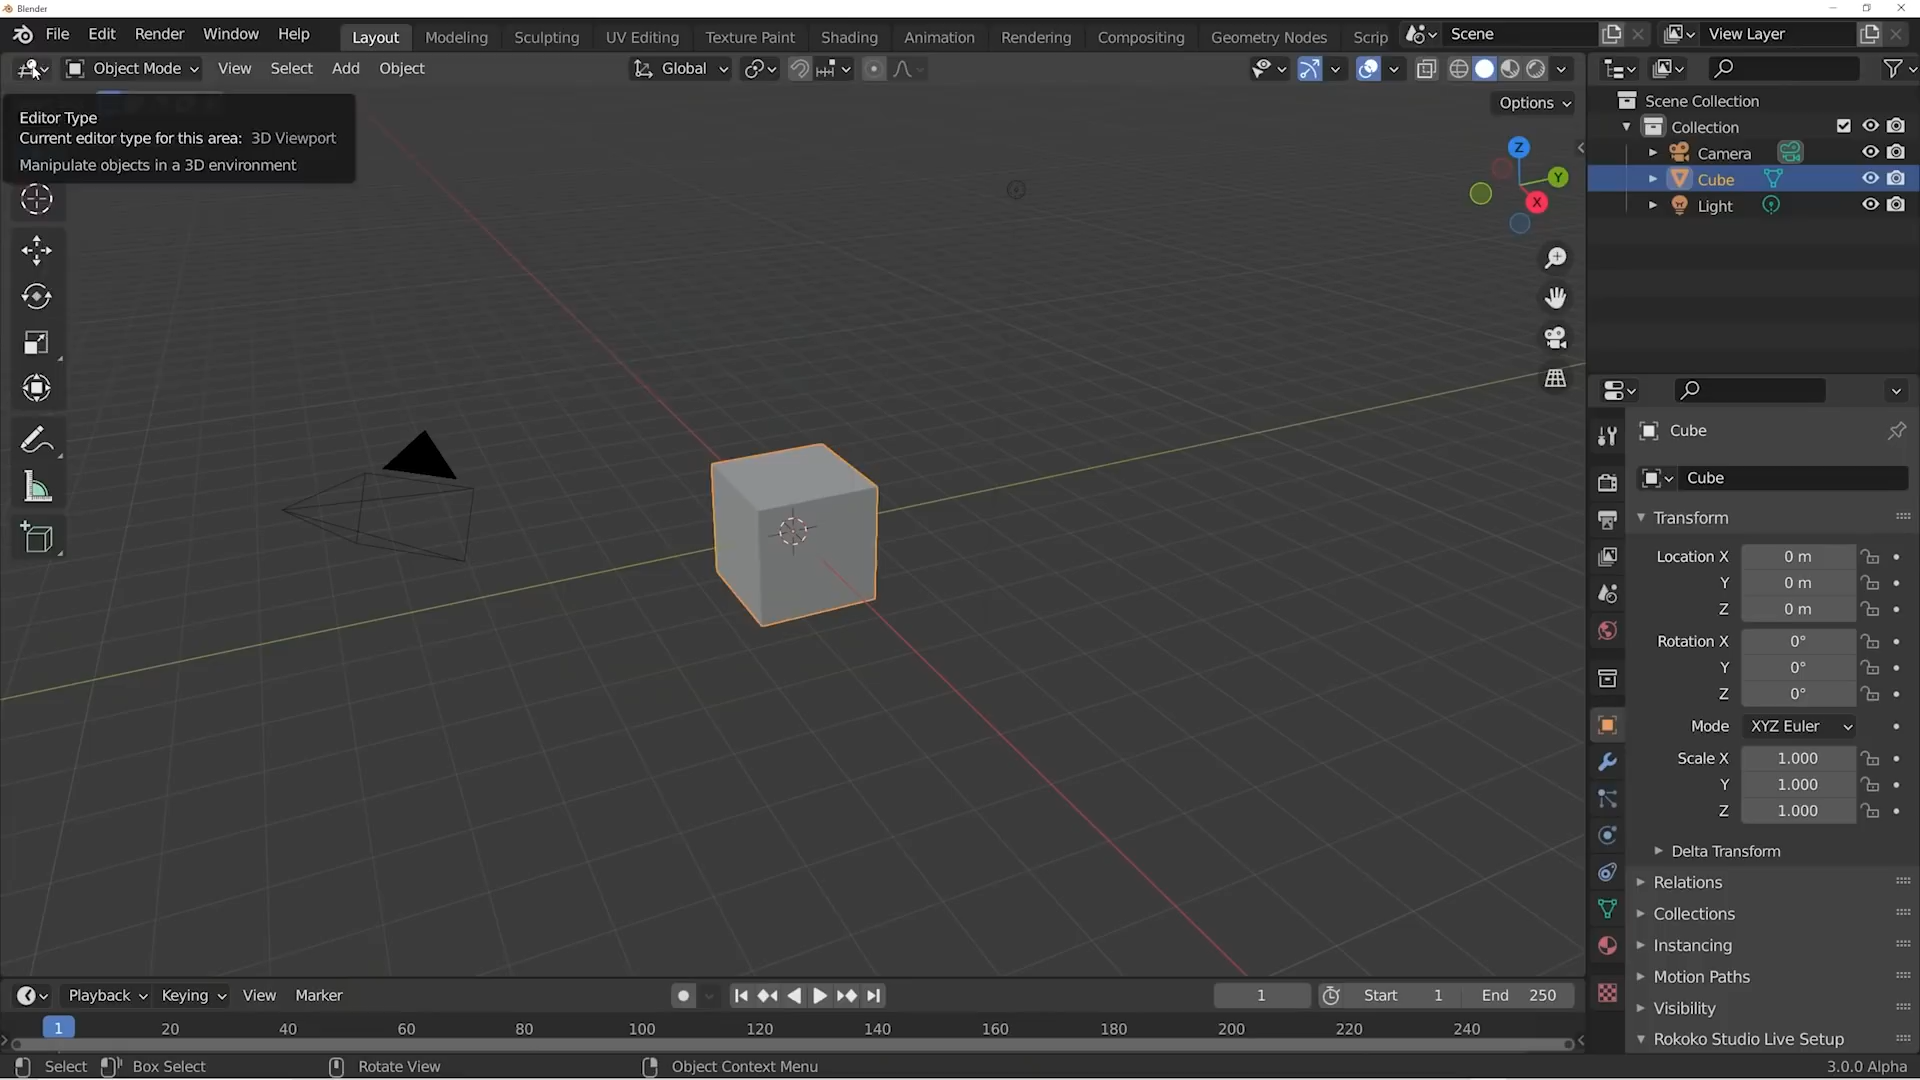 Blender
File Edit Render Window Help Layout Modeling Sculpting UV Editing Texture Paint Shading Animation Rendering Compositing Geometry Nodes Scrip Scene View Layer
Object Mode View Select Add Object Global
Options
Editor Type
Current editor type for this area: 3D Viewport
Manipulate objects in a 3D environment
Z
Y
X
Scene Collection
Collection
Camera
Cube
Light
Cube
Cube
Transform
Location X 0 m
Y 0 m
Z 0 m
Rotation X 0°
Y 0°
Z 0°
Mode XYZ Euler
Scale X 1.000
Y 1.000
Z 1.000
Delta Transform
Relations
Collections
Instancing
Motion Paths
Visibility
Rokoko Studio Live Setup
Playback Keying View Marker 1 Start 1 End 250
1 20 40 60 80 100 120 140 160 180 200 220 240
Select Box Select Rotate View Object Context Menu 3.0.0 Alpha